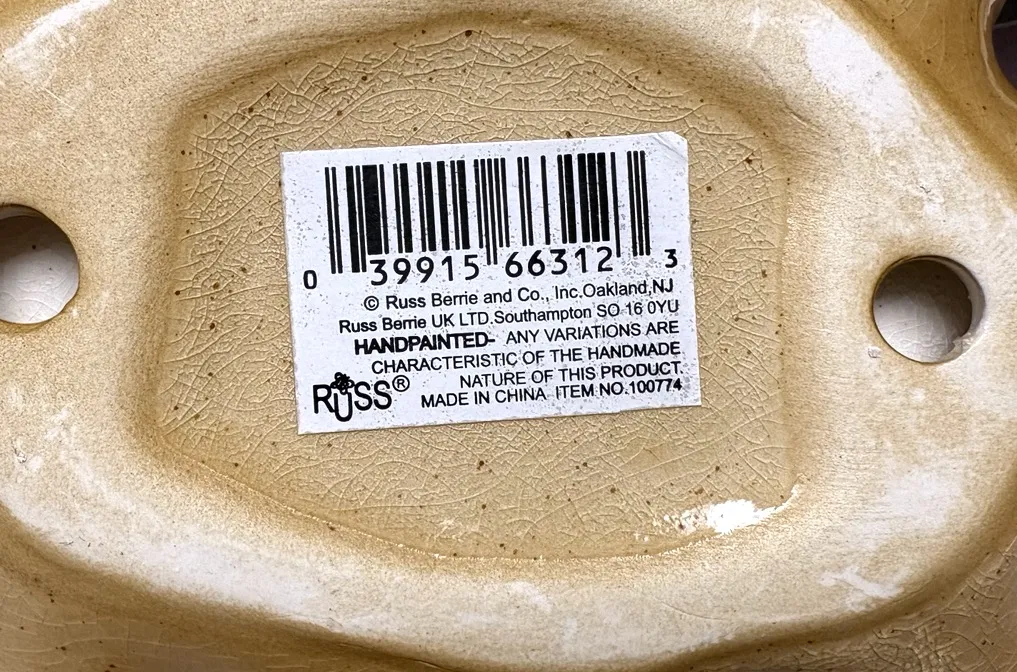 0 39915 66312 3
© Russ Berrie and Co., Inc.Oakland,NJ
Russ Berrie UK LTD.Southampton SO 16 0YU
HANDPAINTED- ANY VARIATIONS ARE
CHARACTERISTIC OF THE HANDMADE
NATURE OF THIS PRODUCT.
MADE IN CHINA ITEM NO.100774
RUSS®